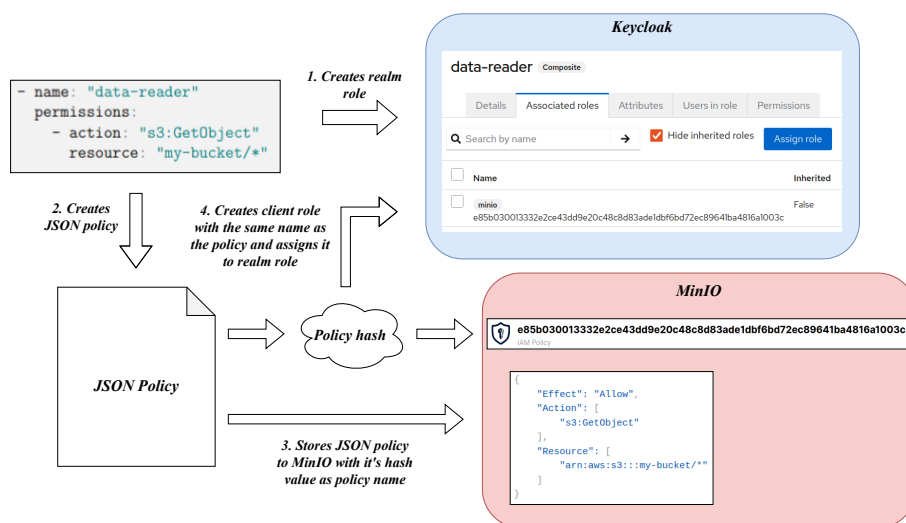 Keycloak
data-reader Composite
Details Associated roles Attributes Users in role Permissions
Search by name Hide inherited roles Assign role
Name Inherited
minio False
e85b030013332e2ce43dd9e20c48c8d83ade1dbf6bd72ec89641ba4816a1003c
- name: "data-reader"
permissions:
- action: "s3:GetObject"
resource: "my-bucket/*"
1. Creates realm
role
2. Creates
JSON policy
4. Creates client role
with the same name as
the policy and assigns it
to realm role
JSON Policy
Policy hash
3. Stores JSON policy
to MinIO with it's hash
value as policy name
MinIO
e85b030013332e2ce43dd9e20c48c8d83ade1dbf6bd72ec89641ba4816a1003c
IAM Policy
{
"Effect": "Allow",
"Action": [
"s3:GetObject"
],
"Resource": [
"arn:aws:s3:::my-bucket/*"
]
}